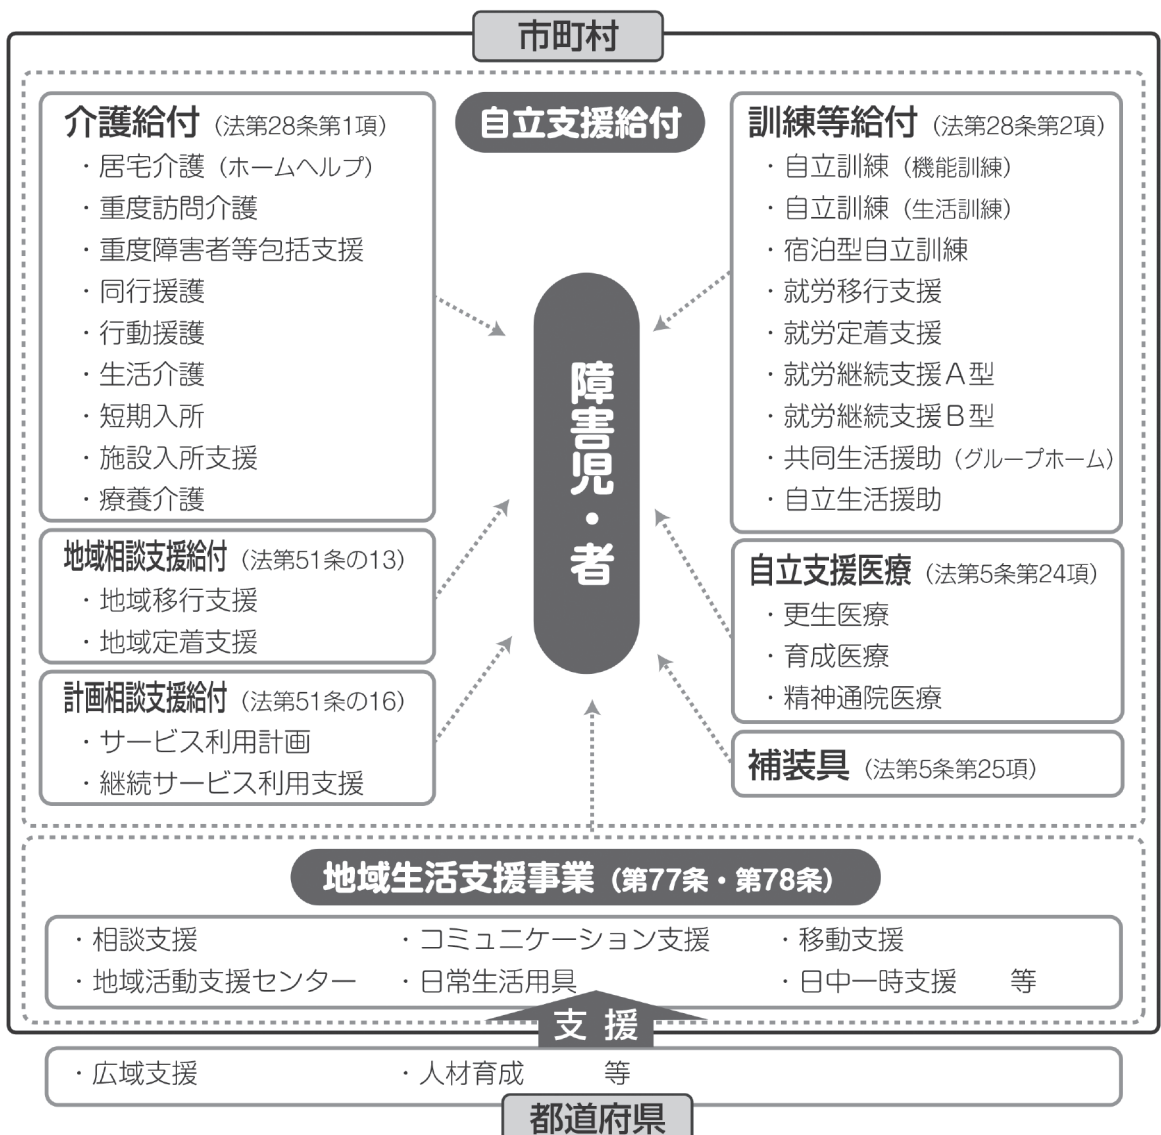 市町村
自立支援給付
介護給付（法第28条第1項）
・居宅介護（ホームヘルプ）
・重度訪問介護
・重度障害者等包括支援
・同行援護
・行動援護
・生活介護
・短期入所
・施設入所支援
・療養介護
地域相談支援給付（法第51条の13）
・地域移行支援
・地域定着支援
計画相談支援給付（法第51条の16）
・サービス利用計画
・継続サービス利用支援
障害児・者
訓練等給付（法第28条第2項）
・自立訓練（機能訓練）
・自立訓練（生活訓練）
・宿泊型自立訓練
・就労移行支援
・就労定着支援
・就労継続支援A型
・就労継続支援B型
・共同生活援助（グループホーム）
・自立生活援助
自立支援医療（法第5条第24項）
・更生医療
・育成医療
・精神通院医療
補装具（法第5条第25項）
地域生活支援事業（第77条・第78条）
・相談支援 ・コミュニケーション支援 ・移動支援
・地域活動支援センター ・日常生活用具 ・日中一時支援 等
支援
・広域支援 ・人材育成 等
都道府県